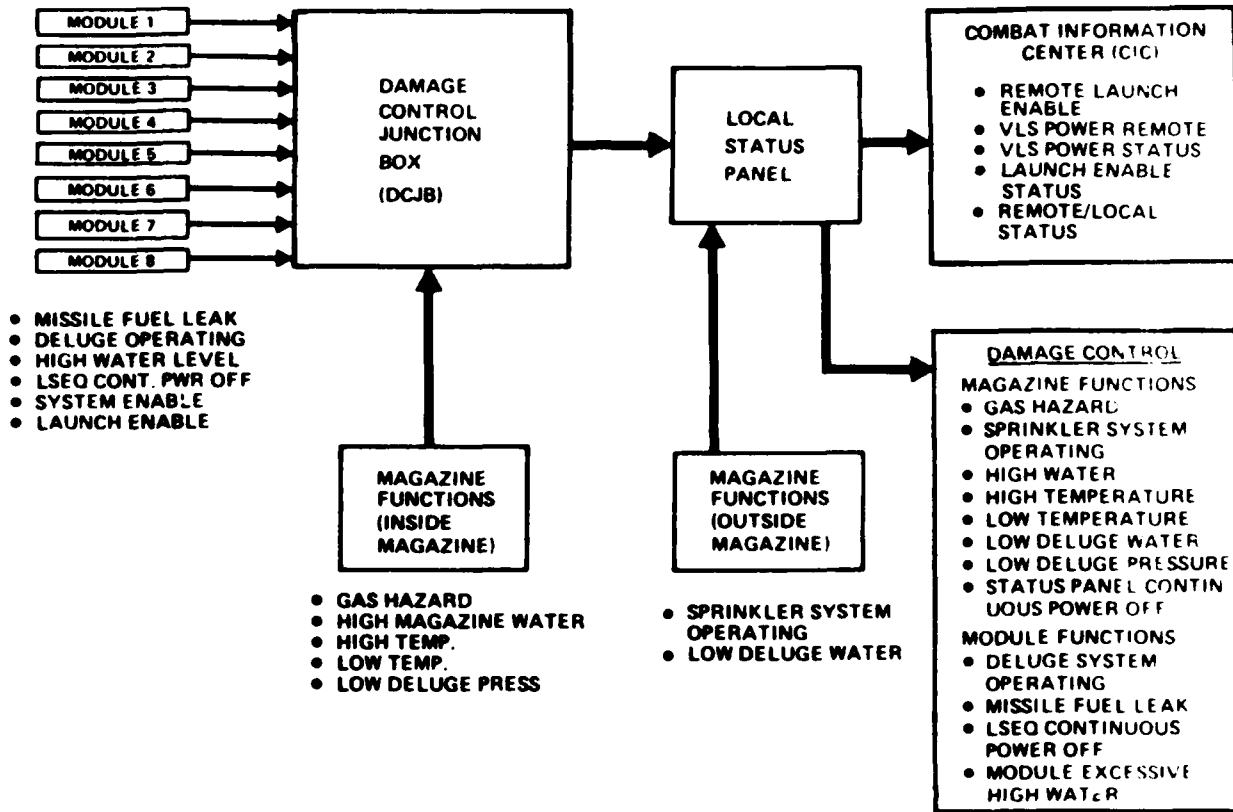 MODULE 1
MODULE 2
MODULE 3
MODULE 4
MODULE 5
MODULE 6
MODULE 7
MODULE 8
• MISSILE FUEL LEAK
• DELUGE OPERATING
• HIGH WATER LEVEL
• LSEQ CONT. PWR OFF
• SYSTEM ENABLE
• LAUNCH ENABLE
DAMAGE
CONTROL
JUNCTION
BOX
(DCJB)
MAGAZINE
FUNCTIONS
(INSIDE
MAGAZINE)
• GAS HAZARD
• HIGH MAGAZINE WATER
• HIGH TEMP.
• LOW TEMP.
• LOW DELUGE PRESS
LOCAL
STATUS
PANEL
MAGAZINE
FUNCTIONS
(OUTSIDE
MAGAZINE)
• SPRINKLER SYSTEM
OPERATING
• LOW DELUGE WATER
COMBAT INFORMATION
CENTER (CIC)
• REMOTE LAUNCH
ENABLE
• VLS POWER REMOTE
• VLS POWER STATUS
• LAUNCH ENABLE
STATUS
• REMOTE/LOCAL
STATUS
DAMAGE CONTROL
MAGAZINE FUNCTIONS
• GAS HAZARD
• SPRINKLER SYSTEM
OPERATING
• HIGH WATER
• HIGH TEMPERATURE
• LOW TEMPERATURE
• LOW DELUGE WATER
• LOW DELUGE PRESSURE
• STATUS PANEL CONTIN
UOUS POWER OFF
MODULE FUNCTIONS
• DELUGE SYSTEM
OPERATING
• MISSILE FUEL LEAK
• LSEQ CONTINUOUS
POWER OFF
• MODULE EXCESSIVE
HIGH WATER